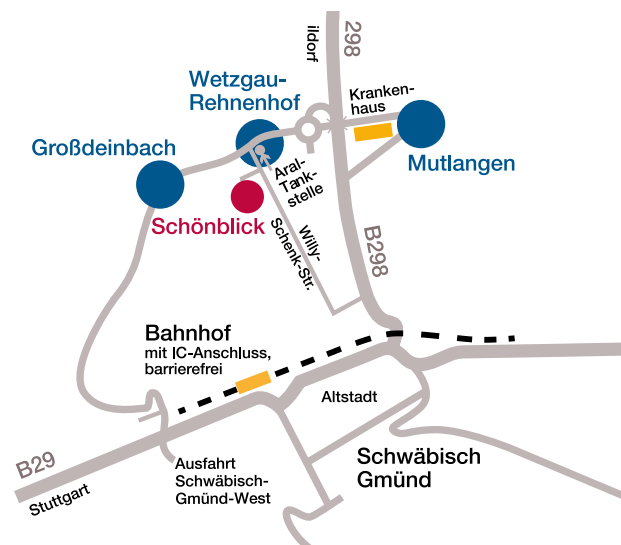 298
ildorf
Wetzgau-
Rehnenhof
Kranken-
haus
Großdeinbach
Mutlangen
Aral-
Tank-
stelle
Schönblick
Willy-
Schenk-Str.
B298
Bahnhof
mit IC-Anschluss,
barrierefrei
Altstadt
B29
Stuttgart
Ausfahrt
Schwäbisch-
Gmünd-West
Schwäbisch
Gmünd